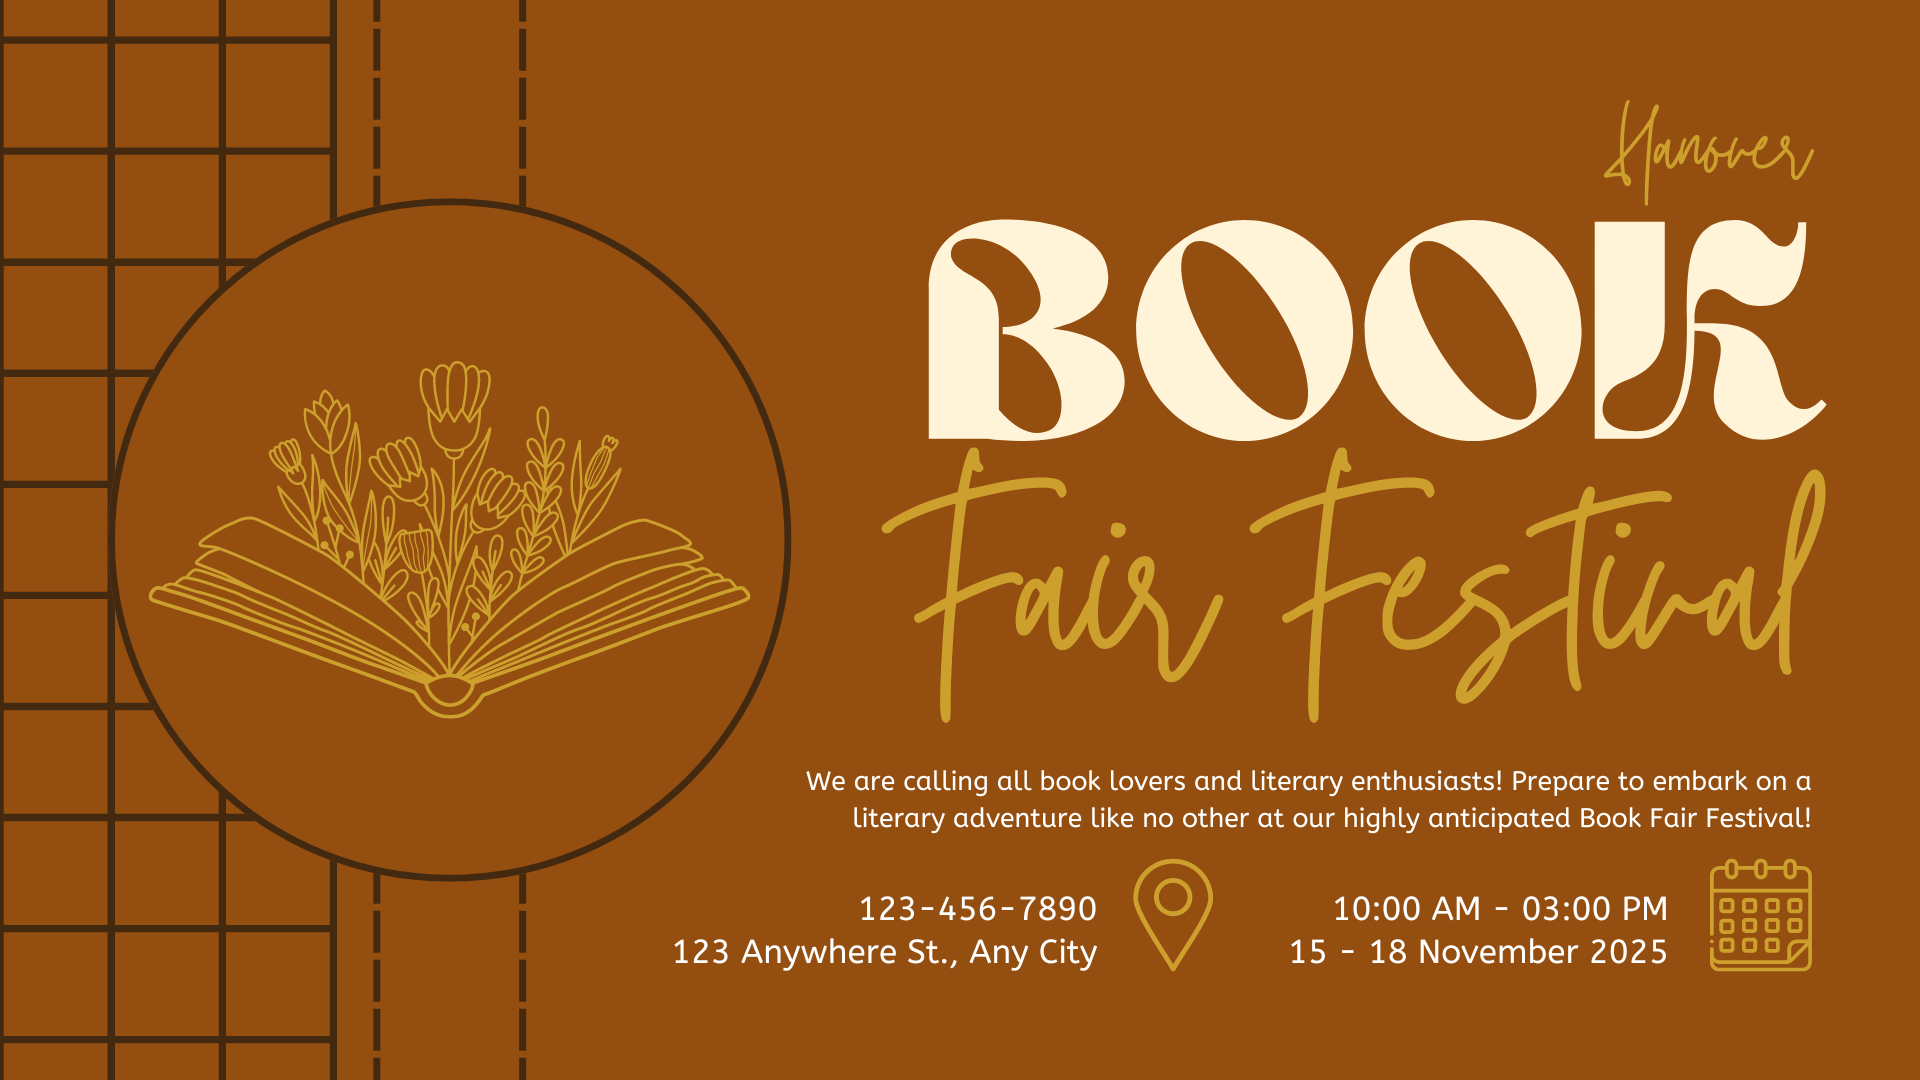 Hanover
BOOK
Fair Festival
We are calling all book lovers and literary enthusiasts! Prepare to embark on a
literary adventure like no other at our highly anticipated Book Fair Festival!
123-456-7890
123 Anywhere St., Any City
10:00 AM - 03:00 PM
15 - 18 November 2025